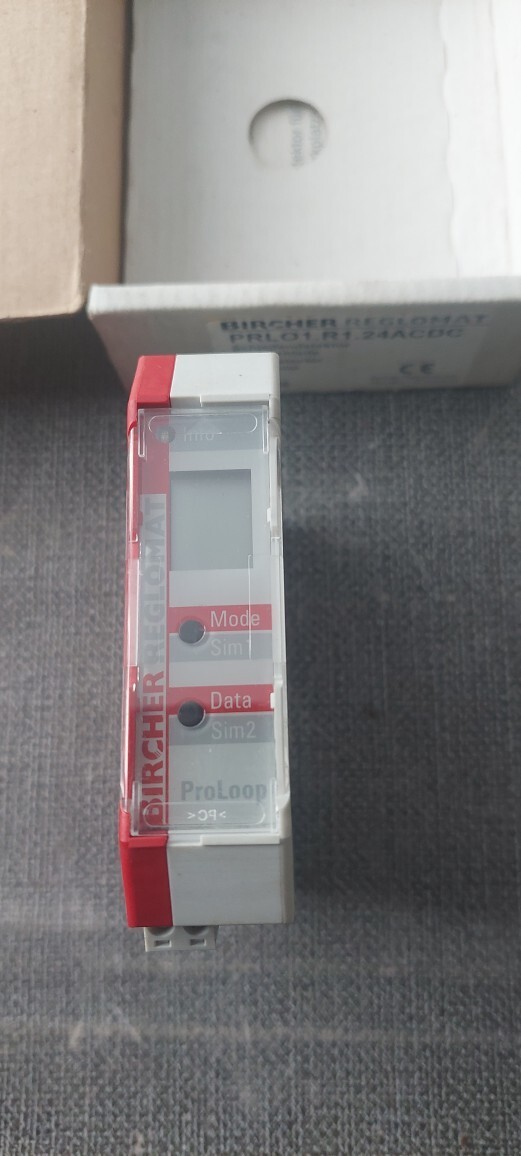 BIRCHER REGLOMAT
PRLO1.R1.24ACDC
CE
Info
BIRCHER REGLOMAT
Mode
Sim1
Data
Sim2
ProLoop
>PC<